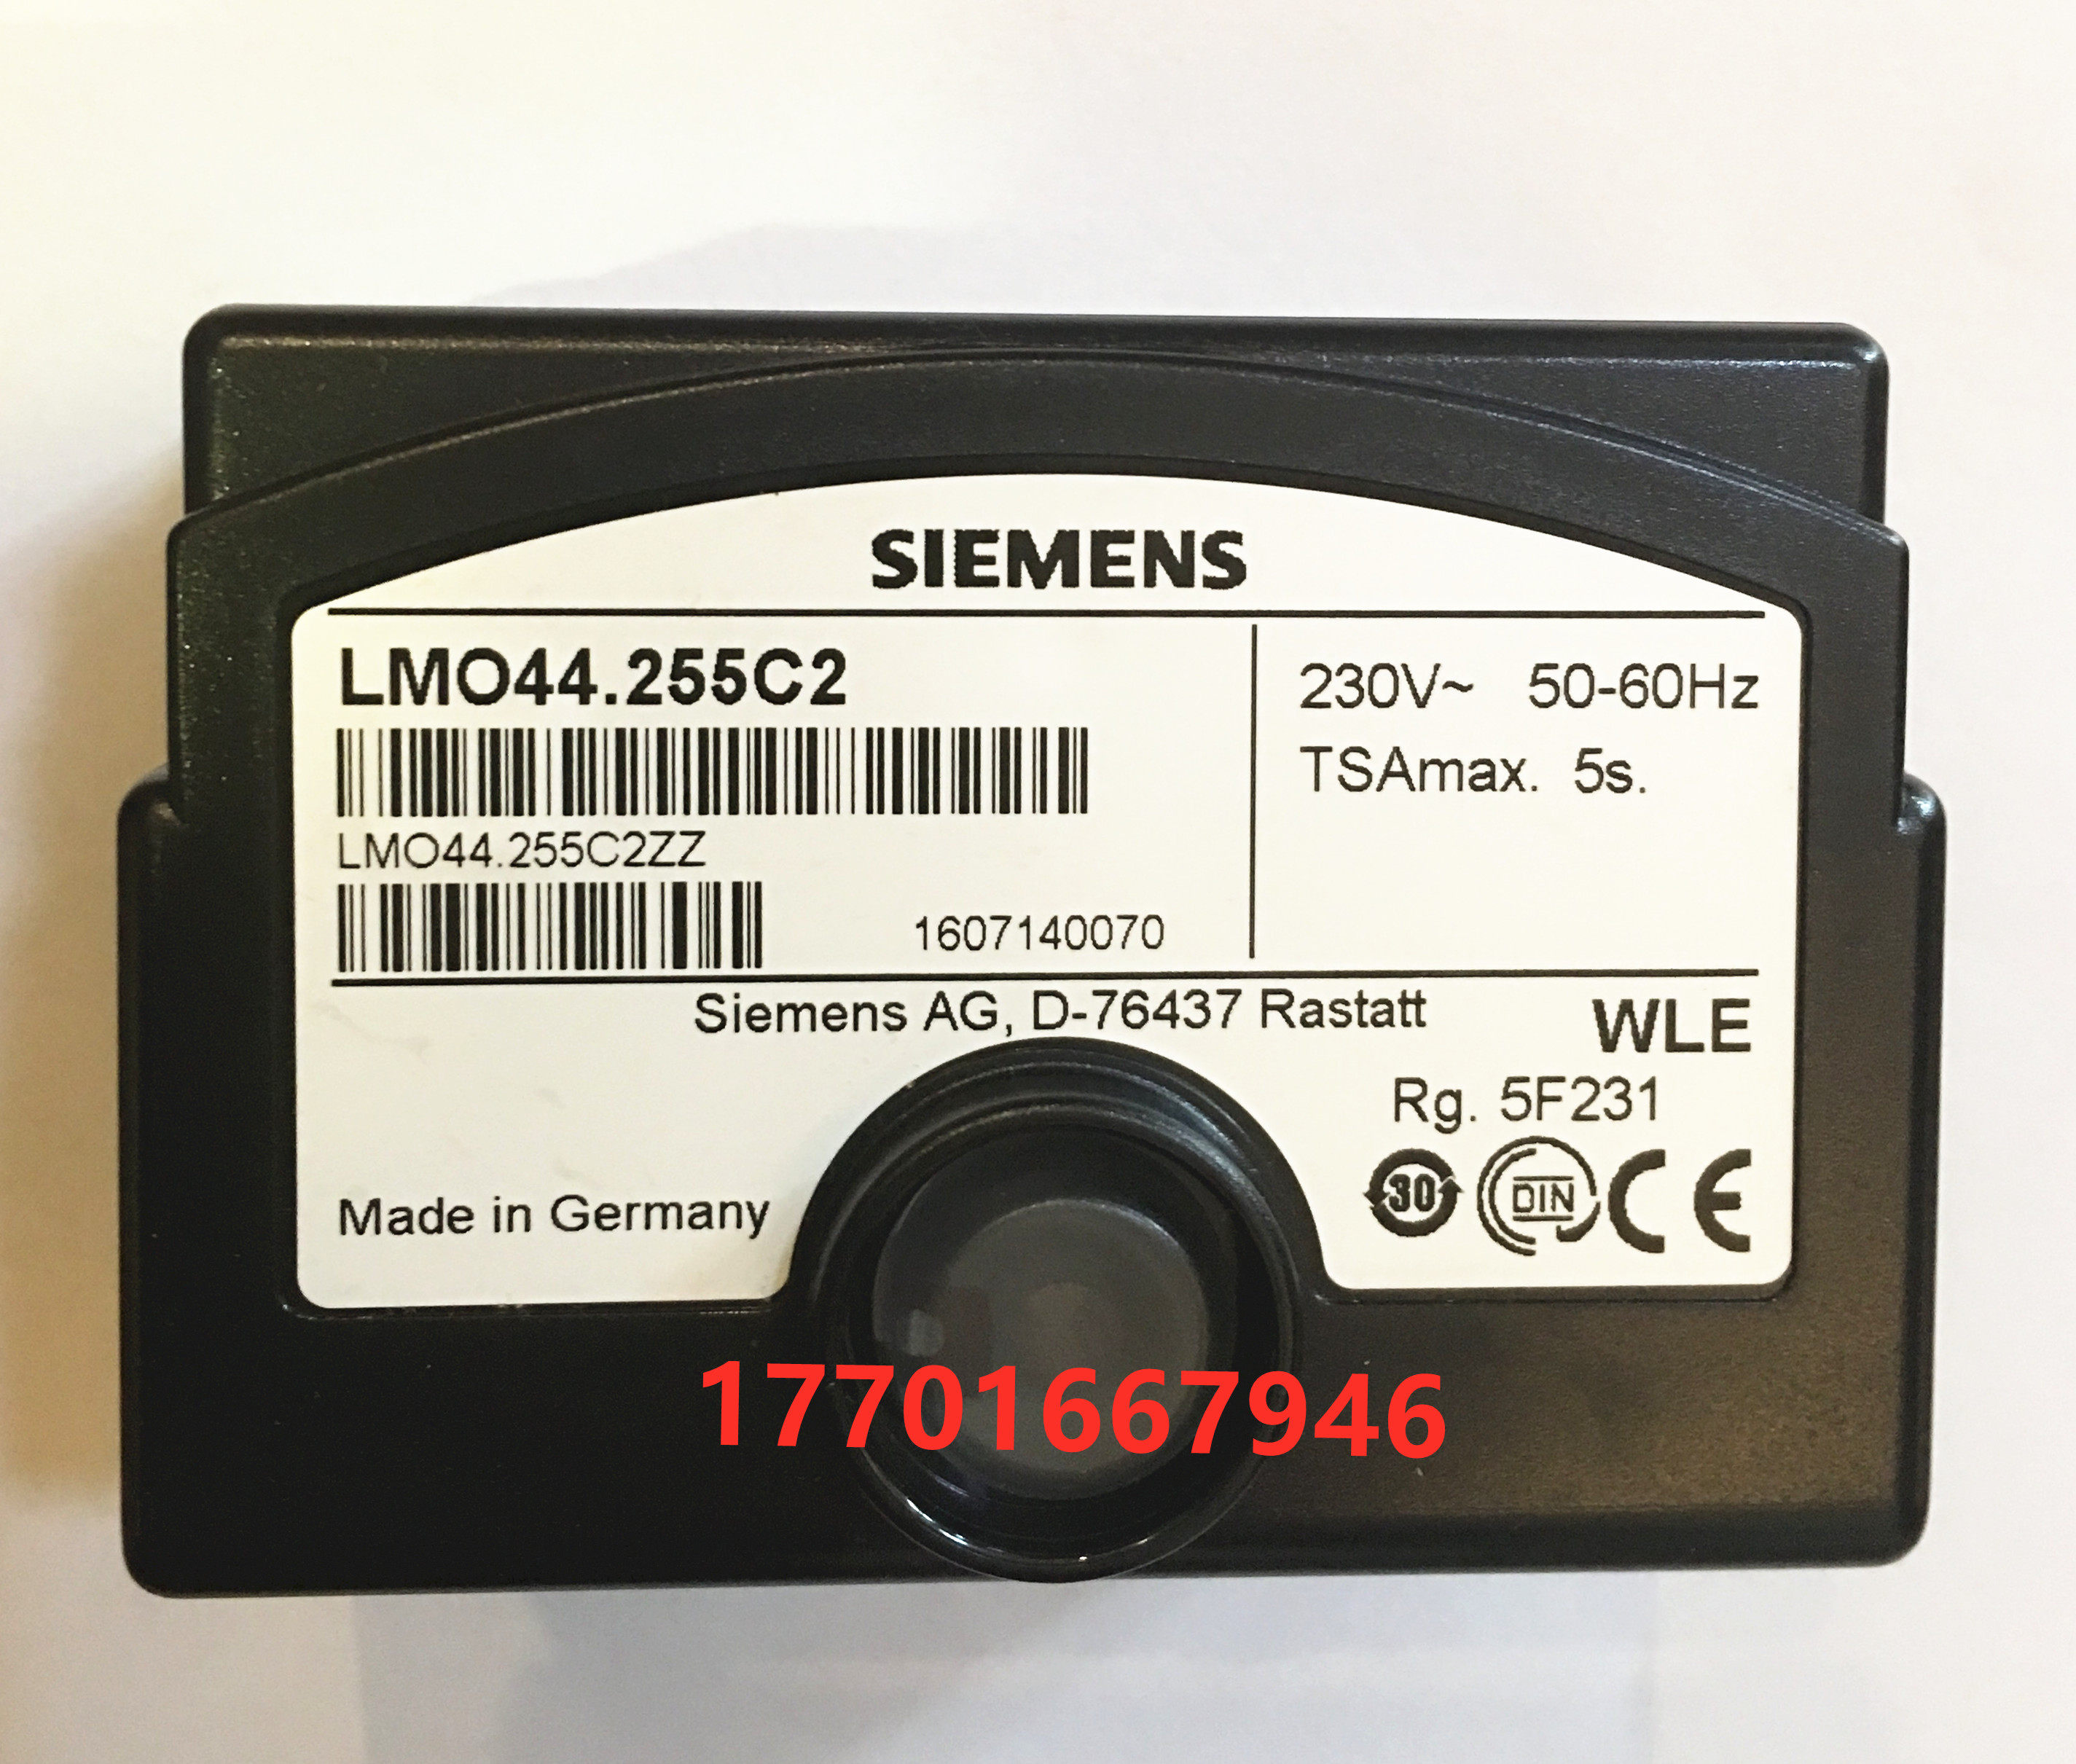 SIEMENS
LMO44.255C2
230V~ 50-60Hz
TSAmax. 5s.
LMO44.255C2ZZ
1607140070
Siemens AG, D-76437 Rastatt
WLE
Rg. 5F231
30 DIN CE
Made in Germany
17701667946